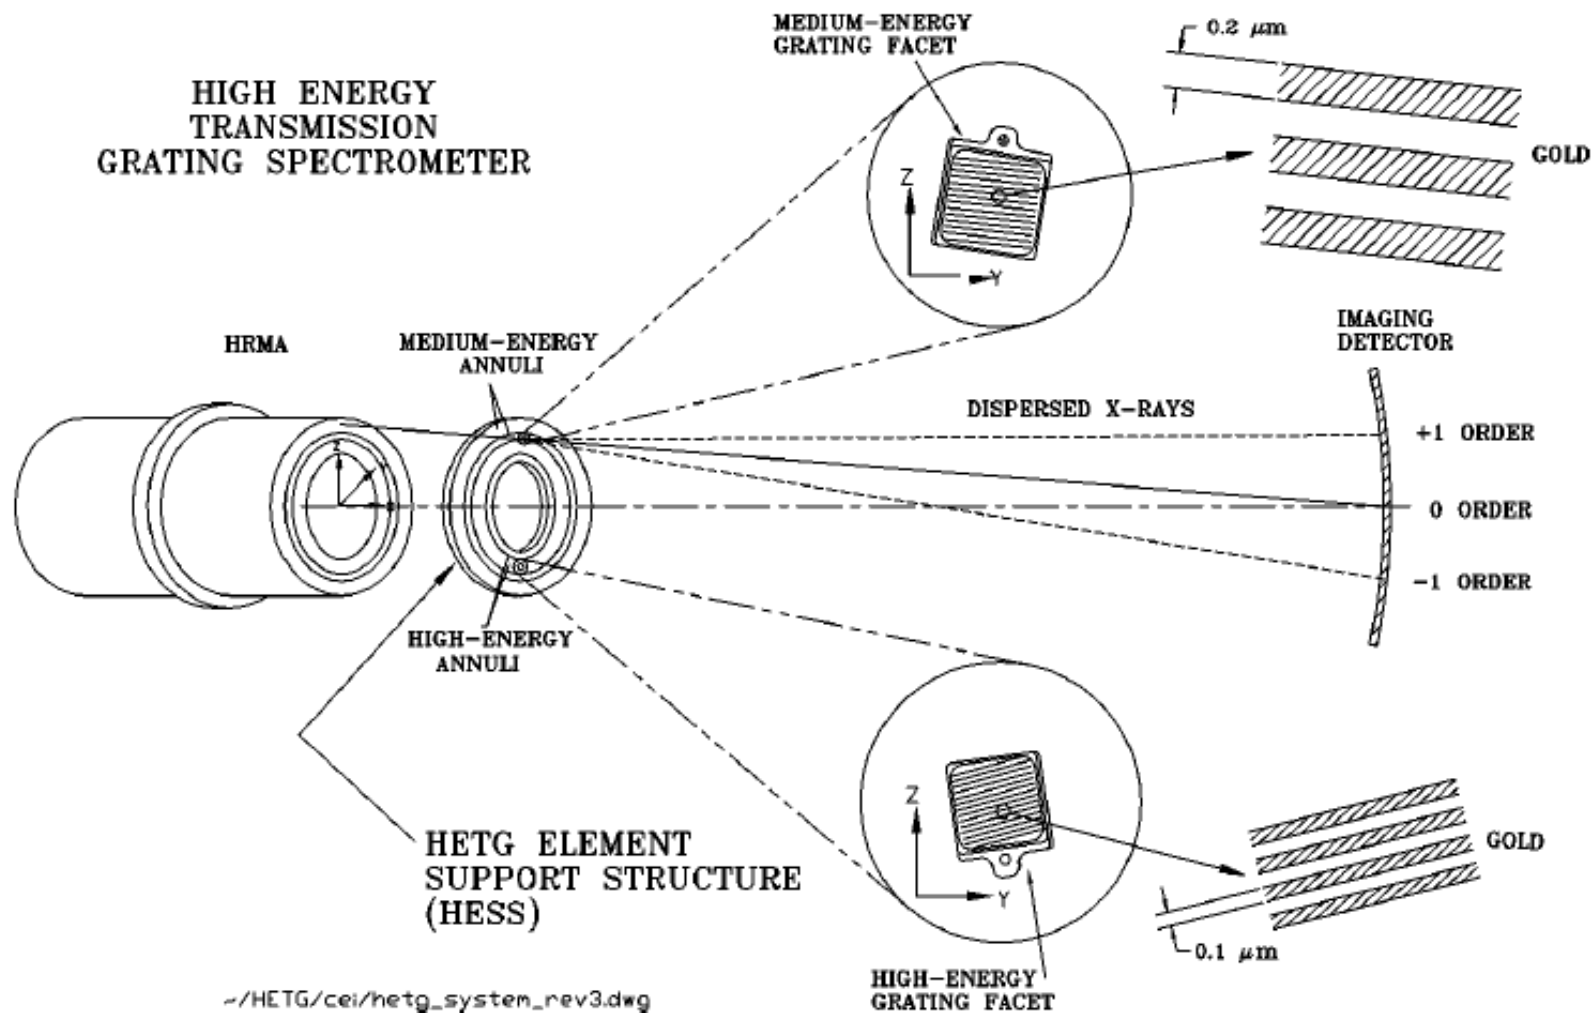 HIGH ENERGY
TRANSMISSION
GRATING SPECTROMETER
MEDIUM-ENERGY
GRATING FACET
0.2 μm
GOLD
Z
Y
HRMA
MEDIUM-ENERGY
ANNULI
IMAGING
DETECTOR
DISPERSED X-RAYS
+1 ORDER
0 ORDER
-1 ORDER
Z
HIGH-ENERGY
ANNULI
HETG ELEMENT
SUPPORT STRUCTURE
(HESS)
Z
Y
GOLD
0.1 μm
HIGH-ENERGY
GRATING FACET
~/HETG/cei/hetg_system_rev3.dwg